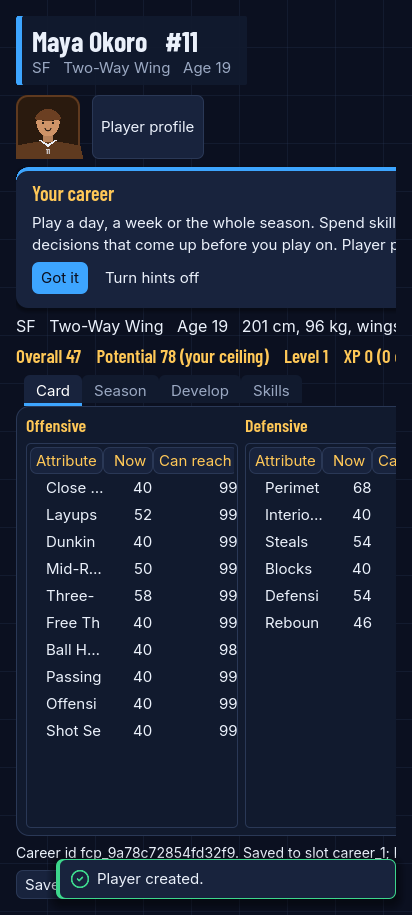 Maya Okoro #11
SF Two-Way Wing Age 19
11
Player profile
Your career
Play a day, a week or the whole season. Spend skill
decisions that come up before you play on. Player p
Got it Turn hints off
SF Two-Way Wing Age 19 201 cm, 96 kg, wings
Overall 47 Potential 78 (your ceiling) Level 1 XP 0 (0
Card Season Develop Skills
Offensive Defensive
Attribute Now Can reach Attribute Now Ca
Close ... 40 99 Perimet 68
Layups 52 99 Interio... 40
Dunkin 40 99 Steals 54
Mid-R... 50 99 Blocks 40
Three- 58 99 Defensi 54
Free Th 40 99 Reboun 46
Ball H... 40 98
Passing 40 99
Offensi 40 99
Shot Se 40 99
Career id fcp_9a78c72854fd32f9. Saved to slot career_1;
Save Player created.